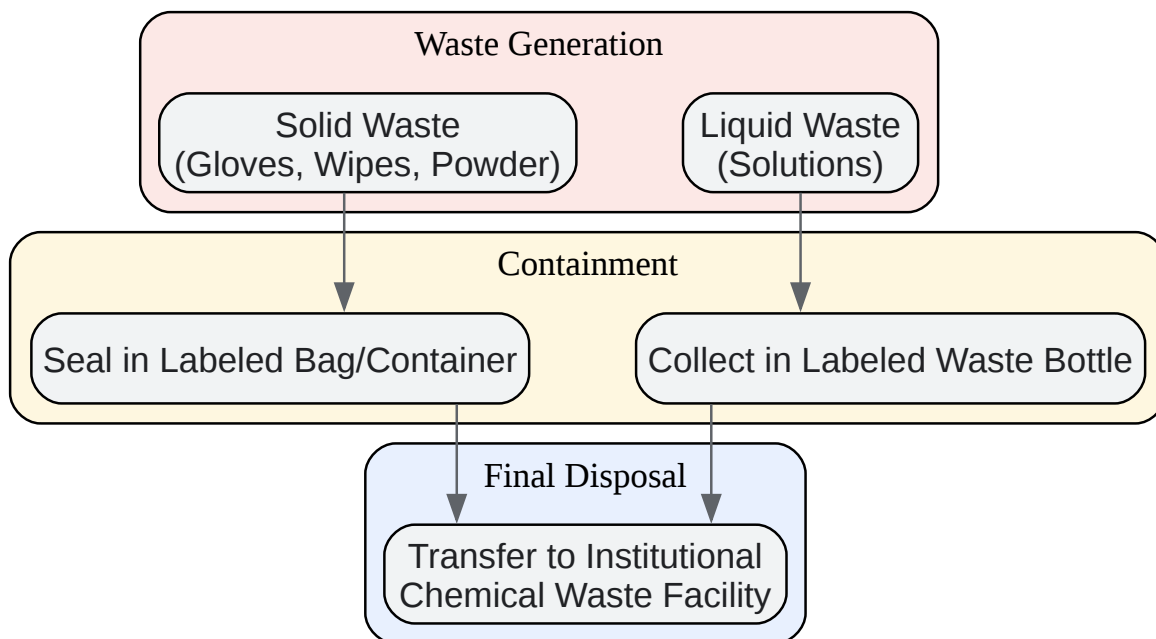 Waste Generation
Solid Waste
(Gloves, Wipes, Powder)
Liquid Waste
(Solutions)
Containment
Seal in Labeled Bag/Container
Collect in Labeled Waste Bottle
Final Disposal
Transfer to Institutional
Chemical Waste Facility